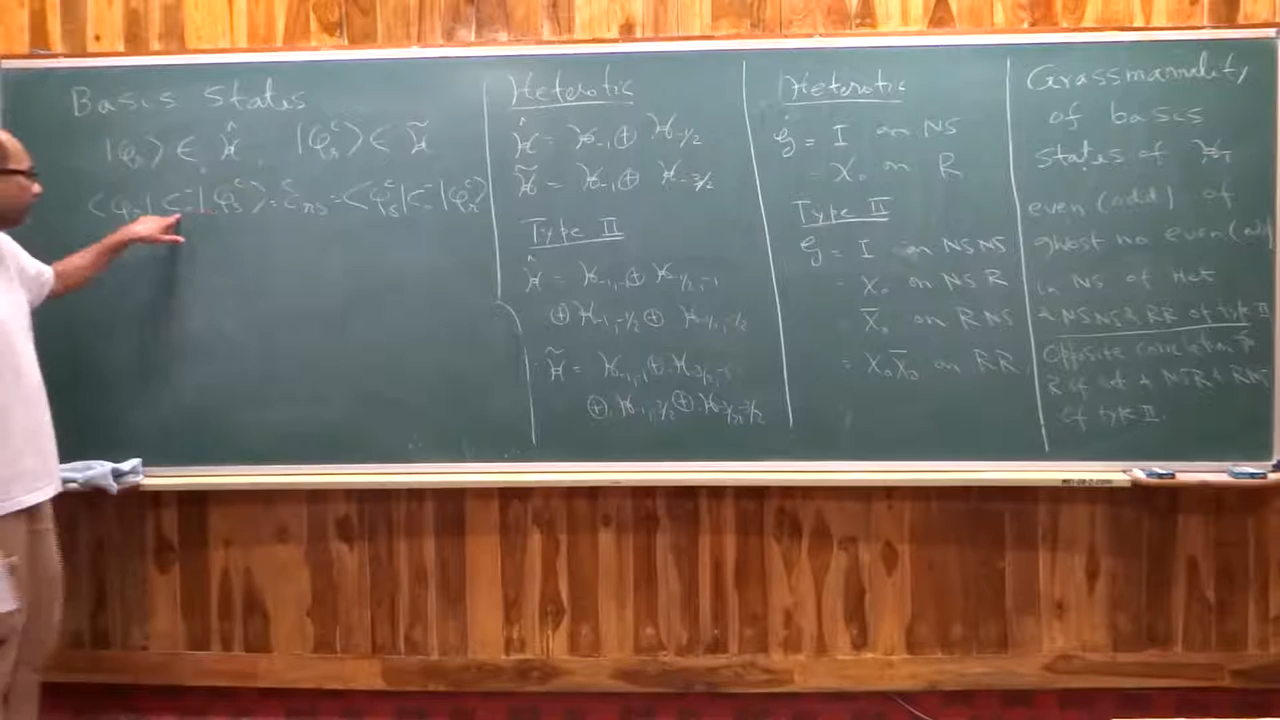 Basis States
|φ_r⟩ ∈ Ĥ, |φ_r^c⟩ ∈ H̃
⟨φ_r| c_0^- |φ_s^c⟩ = δ_rs = ⟨φ_s^c| c_0^- |φ_r⟩
Heterotic
Ĥ = H_-1 ⊕ H_-1/2
H̃ = H_-1 ⊕ H_-3/2
Type II
Ĥ = H_-1,-1 ⊕ H_-1/2,-1
⊕ H_-1,-1/2 ⊕ H_-1/2,-1/2
H̃ = H_-1,-1 ⊕ H_-3/2,-1
⊕ H_-1,-3/2 ⊕ H_-3/2,-3/2
Heterotic
G = I on NS
X_0 on R
Type II
G = I on NS NS
= X_0 on NS R
X̄_0 on R NS
= X_0 X̄_0 on RR
Grassmannality
of basis
states of H_T
even (odd) of
ghost no even (odd)
in NS of Het
& NSNS & RR of type II
Opposite correlation
R of & NSR & RNS
of type II.